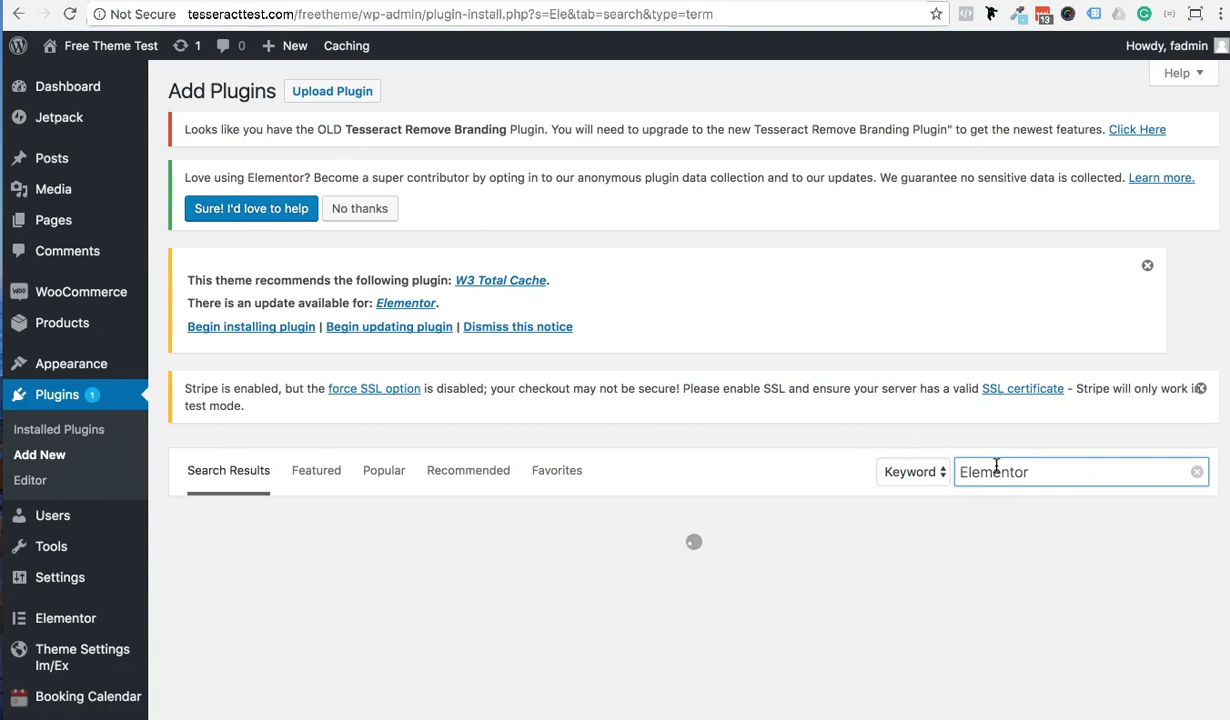 Not Secure tesseracttest.com/freetheme/wp-admin/plugin-install.php?s=Ele&tab=search&type=term
13
Free Theme Test 1 0 New Caching Howdy, fadmin
Dashboard
Jetpack
Posts
Media
Pages
Comments
WooCommerce
Products
Appearance
Plugins 1
Installed Plugins
Add New
Editor
Users
Tools
Settings
Elementor
Theme Settings
Im/Ex
Booking Calendar
Help
Add Plugins Upload Plugin
Looks like you have the OLD Tesseract Remove Branding Plugin. You will need to upgrade to the new Tesseract Remove Branding Plugin" to get the newest features. Click Here
Love using Elementor? Become a super contributor by opting in to our anonymous plugin data collection and to our updates. We guarantee no sensitive data is collected. Learn more.
Sure! I'd love to help No thanks
This theme recommends the following plugin: W3 Total Cache.
There is an update available for: Elementor.
Begin installing plugin | Begin updating plugin | Dismiss this notice
Stripe is enabled, but the force SSL option is disabled; your checkout may not be secure! Please enable SSL and ensure your server has a valid SSL certificate - Stripe will only work in
test mode.
Search Results Featured Popular Recommended Favorites Keyword Elementor